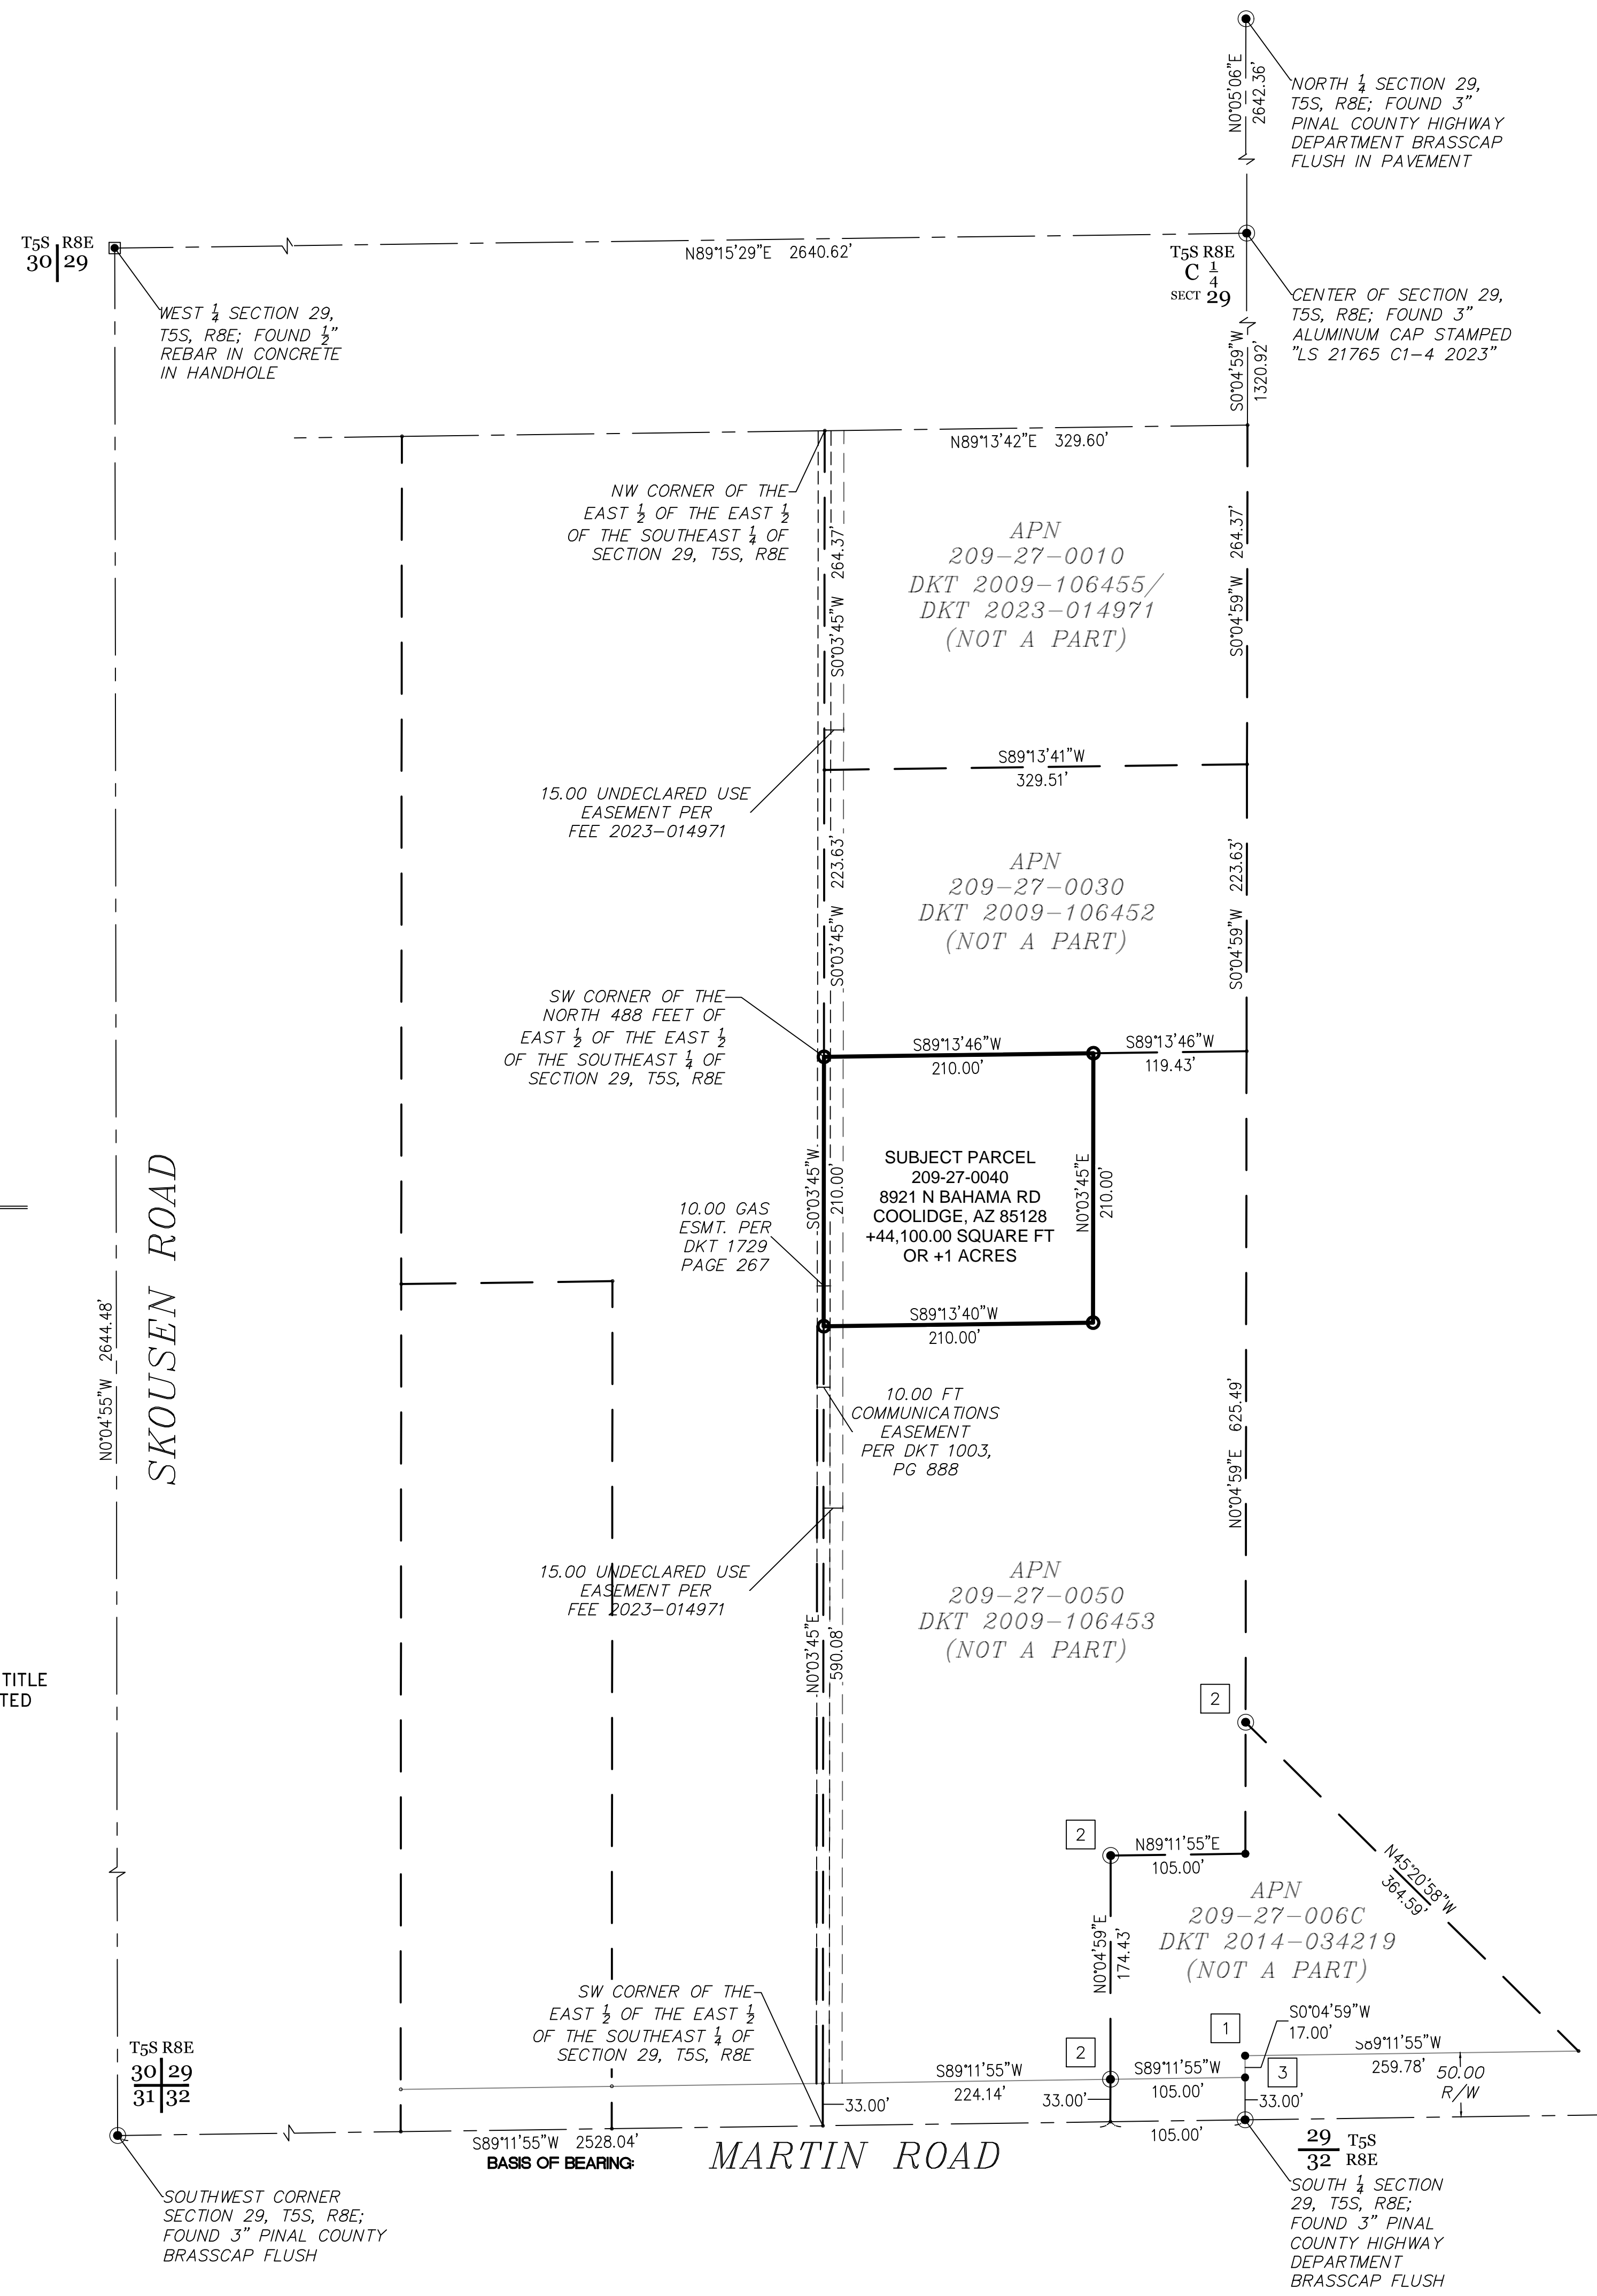 N0°05'06"E
2642.36'
NORTH 1/4 SECTION 29,
T5S, R8E; FOUND 3"
PINAL COUNTY HIGHWAY
DEPARTMENT BRASSCAP
FLUSH IN PAVEMENT
T5S R8E
30 29
N89°15'29"E 2640.62'
T5S R8E
C 1/4
SECT 29
WEST 1/4 SECTION 29,
T5S, R8E; FOUND 1/2"
REBAR IN CONCRETE
IN HANDHOLE
CENTER OF SECTION 29,
T5S, R8E; FOUND 3"
ALUMINUM CAP STAMPED
"LS 21765 C1-4 2023"
S0°04'59"W
1320.92'
N89°13'42"E 329.60'
NW CORNER OF THE
EAST 1/2 OF THE EAST 1/2
OF THE SOUTHEAST 1/4 OF
SECTION 29, T5S, R8E
S0°03'45"W 264.37'
APN
209-27-0010
DKT 2009-106455/
DKT 2023-014971
(NOT A PART)
S0°04'59"W 264.37'
S89°13'41"W
329.51'
15.00 UNDECLARED USE
EASEMENT PER
FEE 2023-014971
S0°03'45"W 223.63'
APN
209-27-0030
DKT 2009-106452
(NOT A PART)
S0°04'59"W 223.63'
SW CORNER OF THE
NORTH 488 FEET OF
EAST 1/2 OF THE EAST 1/2
OF THE SOUTHEAST 1/4 OF
SECTION 29, T5S, R8E
S89°13'46"W
210.00'
S89°13'46"W
119.43'
S0°03'45"W
210.00'
SUBJECT PARCEL
209-27-0040
8921 N BAHAMA RD
COOLIDGE, AZ 85128
+44,100.00 SQUARE FT
OR +1 ACRES
N0°03'45"E
210.00'
10.00 GAS
ESMT. PER
DKT 1729
PAGE 267
S89°13'40"W
210.00'
N0°04'55"W 2644.48'
SKOUSEN ROAD
10.00 FT
COMMUNICATIONS
EASEMENT
PER DKT 1003,
PG 888
N0°04'59"E 625.49'
15.00 UNDECLARED USE
EASEMENT PER
FEE 2023-014971
N0°03'45"E
590.08'
APN
209-27-0050
DKT 2009-106453
(NOT A PART)
TITLE
TED
2
2
N89°11'55"E
105.00'
N45°20'58"W
364.59'
APN
209-27-006C
DKT 2014-034219
(NOT A PART)
N0°04'59"E
174.43'
SW CORNER OF THE
EAST 1/2 OF THE EAST 1/2
OF THE SOUTHEAST 1/4 OF
SECTION 29, T5S, R8E
S0°04'59"W
17.00'
1
S89°11'55"W
259.78'
50.00
R/W
T5S R8E
30 29
31 32
2
S89°11'55"W
224.14'
S89°11'55"W
105.00'
3
33.00'
33.00'
33.00'
105.00'
S89°11'55"W 2528.04'
BASIS OF BEARING:
MARTIN ROAD
29 T5S
32 R8E
SOUTHWEST CORNER
SECTION 29, T5S, R8E;
FOUND 3" PINAL COUNTY
BRASSCAP FLUSH
SOUTH 1/4 SECTION
29, T5S, R8E;
FOUND 3" PINAL
COUNTY HIGHWAY
DEPARTMENT
BRASSCAP FLUSH